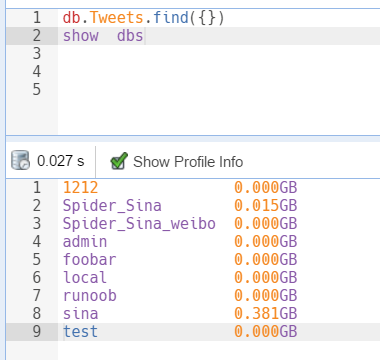 1 db.Tweets.find({})
2 show  dbs
3
4
5
0.027 s Show Profile Info
1 1212 0.000GB
2 Spider_Sina 0.015GB
3 Spider_Sina_weibo 0.000GB
4 admin 0.000GB
5 foobar 0.000GB
6 local 0.000GB
7 runoob 0.000GB
8 sina 0.381GB
9 test 0.000GB